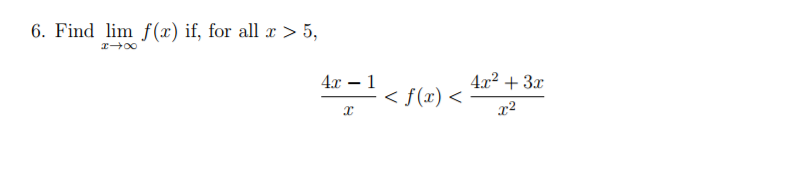 6. Find lim x→∞ f(x) if, for all x > 5,
(4x − 1)/x < f(x) < (4x² + 3x)/x²